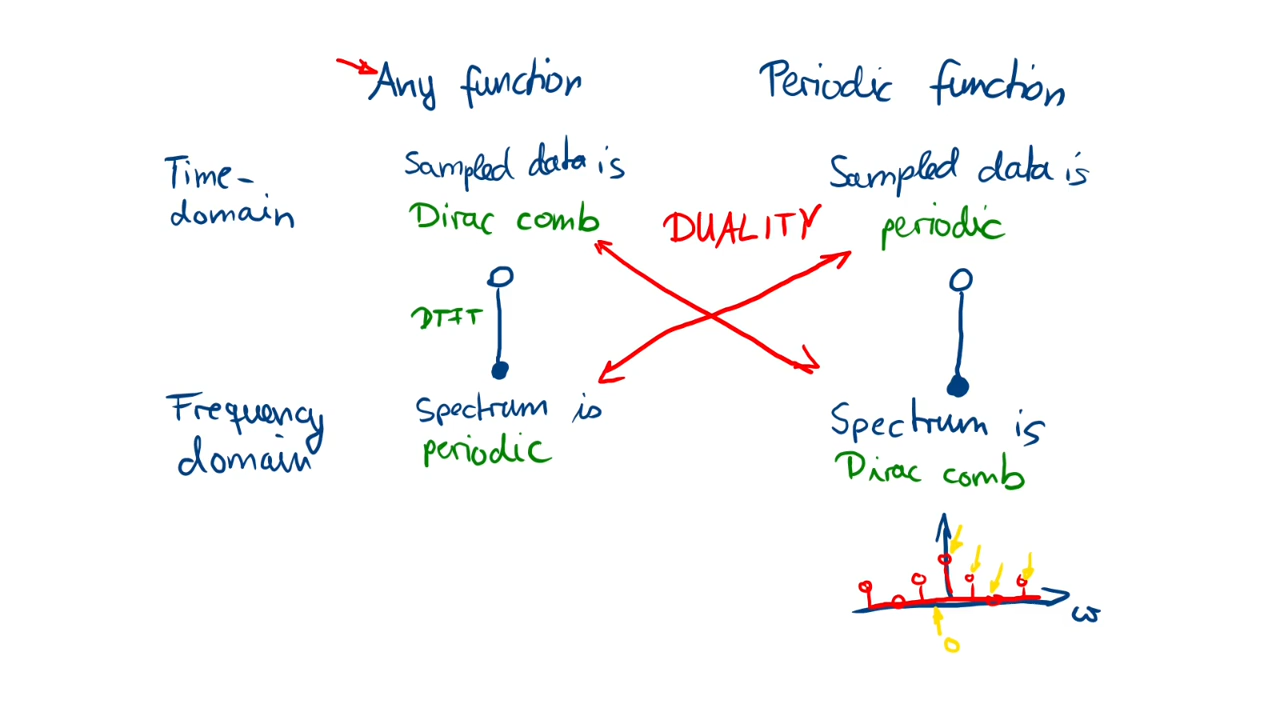 Any function
Periodic function
Time-
domain
Sampled data is
Dirac comb
DUALITY
Sampled data is
periodic
DTFT
Frequency
domain
Spectrum is
periodic
Spectrum is
Dirac comb
ω
0